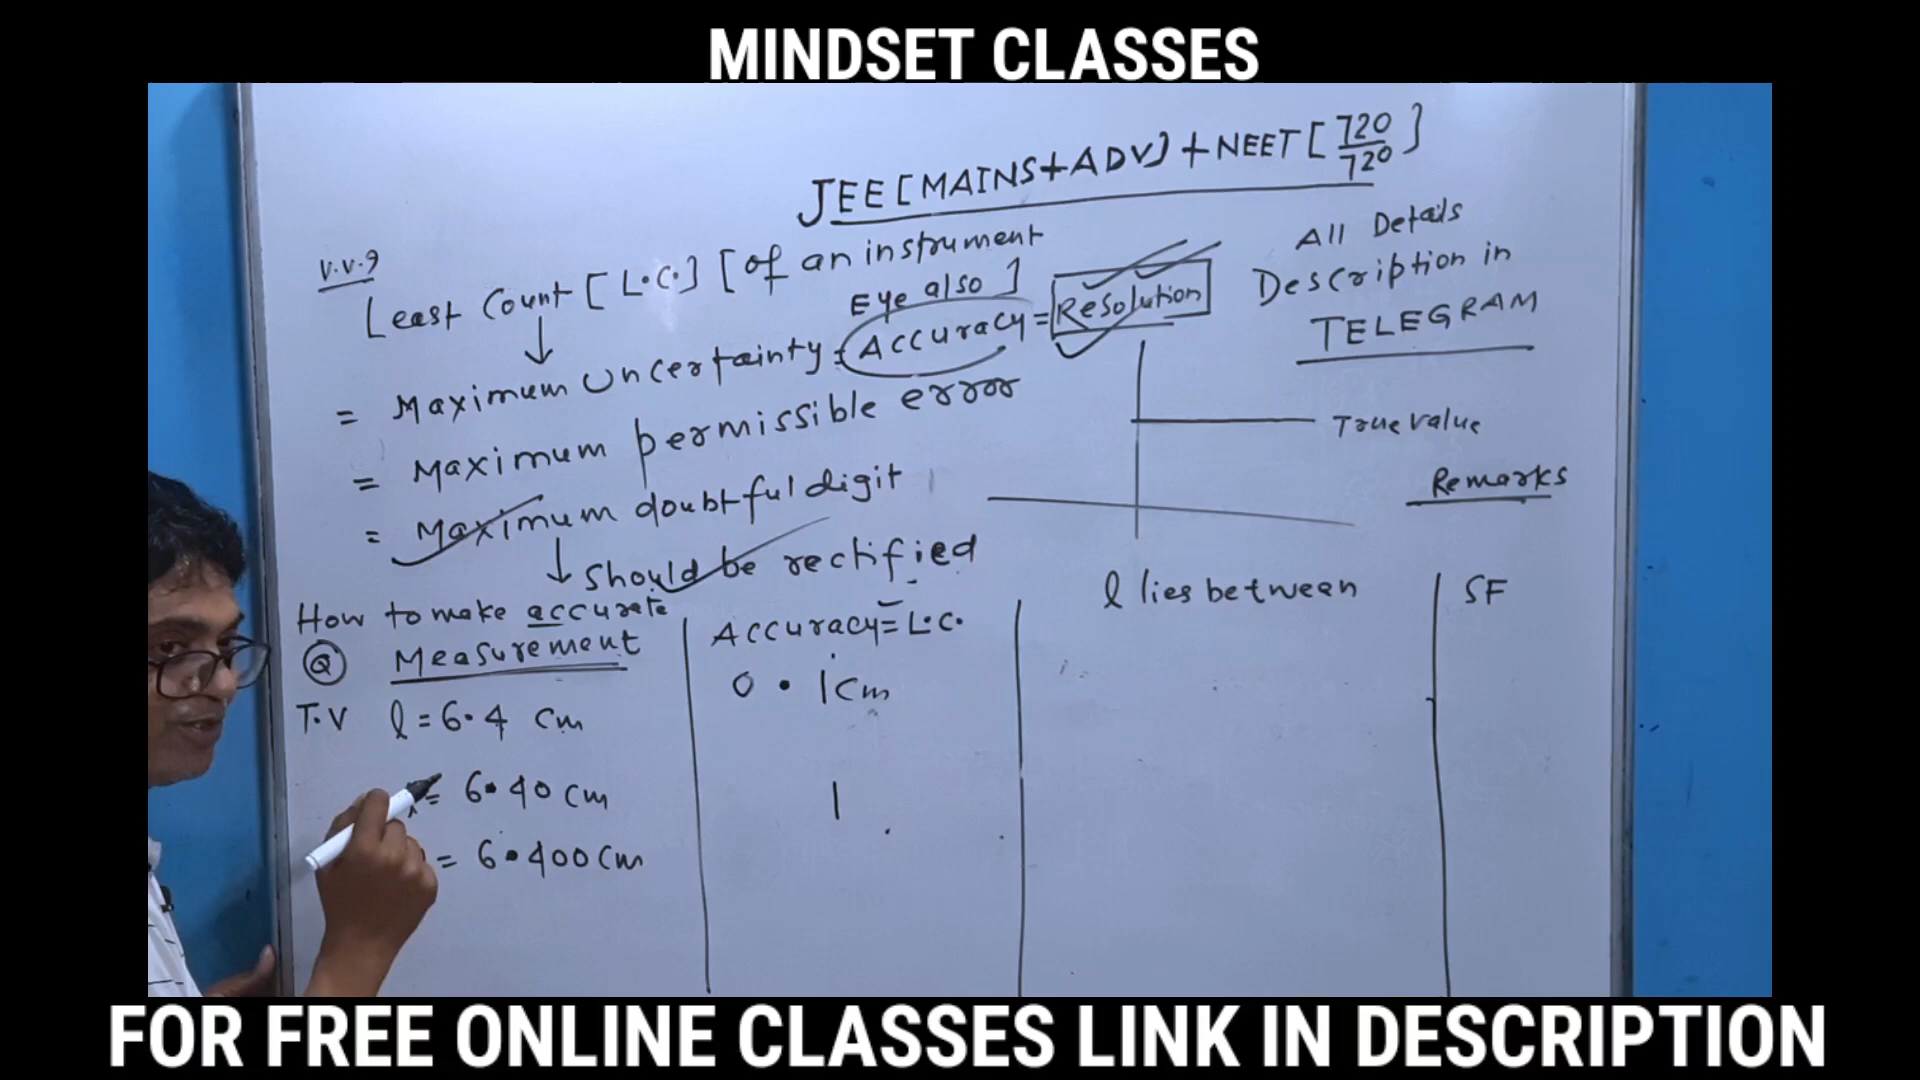 MINDSET CLASSES
JEE [MAINS+ADV] + NEET [720/720]
V.V.9
Least Count [L.C.] [of an instrument
Eye also]
= Maximum Uncertainty = Accuracy = Resolution
= Maximum permissible error
= Maximum doubtful digit
↓ Should be rectified
All Details
Description in
TELEGRAM
True value
Remarks
How to make accurate
Q Measurement
Accuracy = L.C.
l lies between
SF
T.V l = 6.4 cm
0.1 cm
= 6.40 cm
1
= 6.400 cm
FOR FREE ONLINE CLASSES LINK IN DESCRIPTION